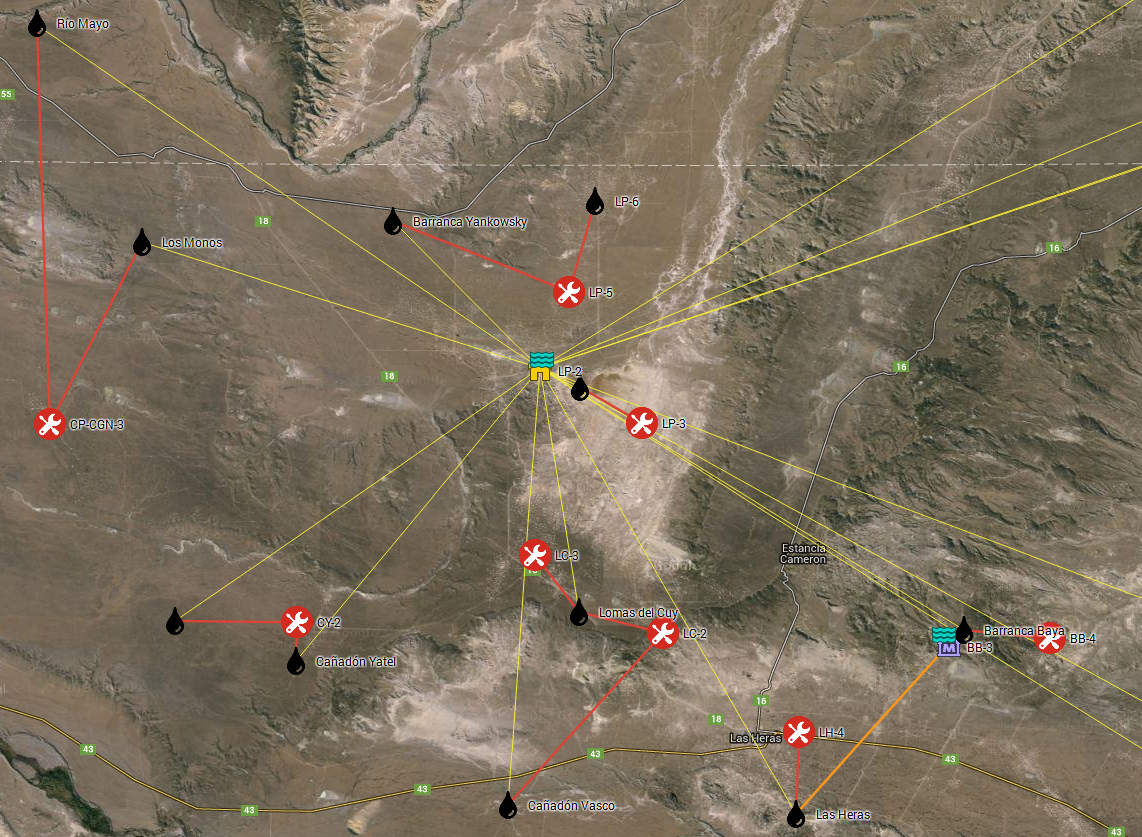 Río Mayo
55
LP-6
18
Barranca Yankowsky
Los Monos
16
LP-5
16
LP-2
18
CP-CGN-3
LP-3
LC-3
Estancia
Cameron
Lomas del Cuy
CY-2
LC-2
Barranca Baya
BB-4
M
BB-3
Cañadón Yatel
16
18
LH-4
Las Heras
43
43
43
43
Cañadón Vasco
43
Las Heras
43